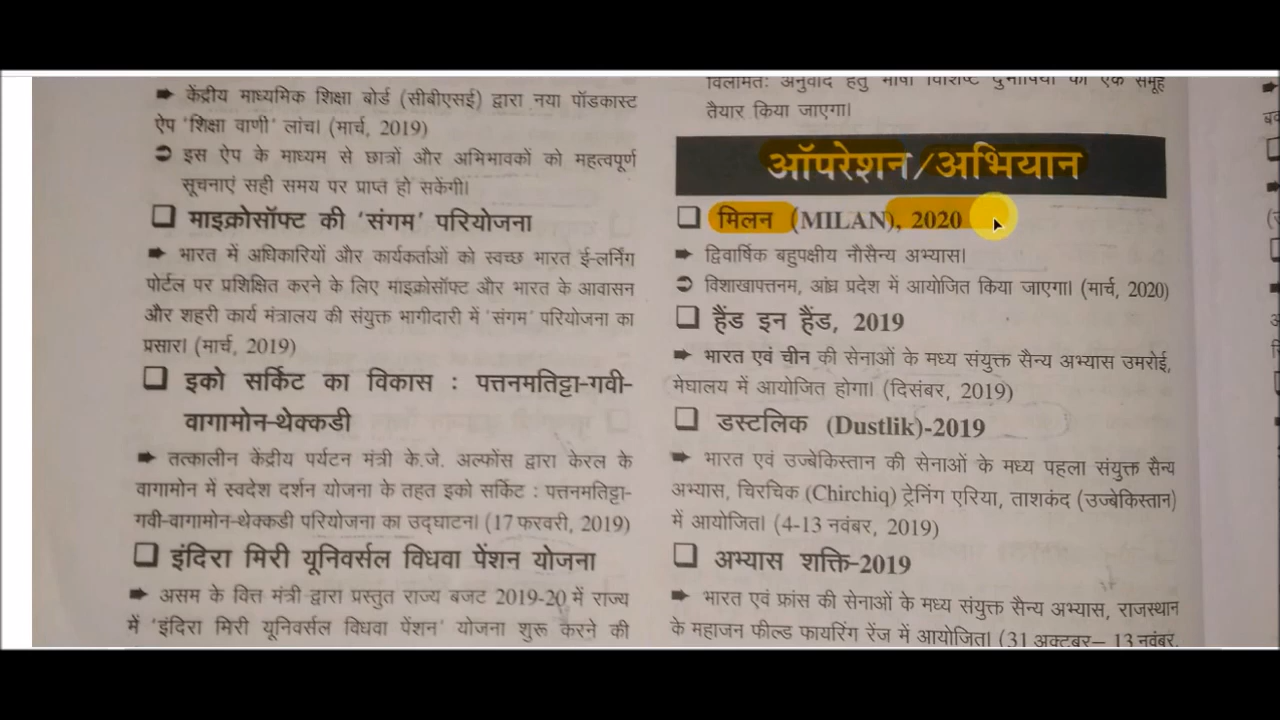 ➡ केंद्रीय माध्यमिक शिक्षा बोर्ड (सीबीएसई) द्वारा नया पॉडकास्ट
ऐप 'शिक्षा वाणी' लांच। (मार्च, 2019)
➲ इस ऐप के माध्यम से छात्रों और अभिभावकों को महत्वपूर्ण
सूचनाएं सही समय पर प्राप्त हो सकेंगी।
❑ माइक्रोसॉफ्ट की 'संगम' परियोजना
➡ भारत में अधिकारियों और कार्यकर्ताओं को स्वच्छ भारत ई-लर्निंग
पोर्टल पर प्रशिक्षित करने के लिए माइक्रोसॉफ्ट और भारत के आवासन
और शहरी कार्य मंत्रालय की संयुक्त भागीदारी में 'संगम' परियोजना का
प्रसार। (मार्च, 2019)
❑ इको सर्किट का विकास : पत्तनमतिट्टा-गवी-
वागामोन-थेक्कडी
➡ तत्कालीन केंद्रीय पर्यटन मंत्री के.जे. अल्फोंस द्वारा केरल के
वागामोन में स्वदेश दर्शन योजना के तहत इको सर्किट : पत्तनमतिट्टा-
गवी-वागामोन-थेक्कडी परियोजना का उद्घाटन। (17 फरवरी, 2019)
❑ इंदिरा मिरी यूनिवर्सल विधवा पेंशन योजना
➡ असम के वित्त मंत्री द्वारा प्रस्तुत राज्य बजट 2019-20 में राज्य
में 'इंदिरा मिरी यूनिवर्सल विधवा पेंशन' योजना शुरू करने की
अनुवाद हेतु भाषा विशिष्ट का एक समूह
तैयार किया जाएगा।
ऑपरेशन/अभियान
❑ मिलन (MILAN), 2020
➡ द्विवार्षिक बहुपक्षीय नौसैन्य अभ्यास।
➲ विशाखापत्तनम, आंध्र प्रदेश में आयोजित किया जाएगा। (मार्च, 2020)
❑ हैंड इन हैंड, 2019
➡ भारत एवं चीन की सेनाओं के मध्य संयुक्त सैन्य अभ्यास उमरोई,
मेघालय में आयोजित होगा। (दिसंबर, 2019)
❑ डस्टलिक (Dustlik)-2019
➡ भारत एवं उज्बेकिस्तान की सेनाओं के मध्य पहला संयुक्त सैन्य
अभ्यास, चिरचिक (Chirchiq) ट्रेनिंग एरिया, ताशकंद (उज्बेकिस्तान)
में आयोजित। (4-13 नवंबर, 2019)
❑ अभ्यास शक्ति-2019
➡ भारत एवं फ्रांस की सेनाओं के मध्य संयुक्त सैन्य अभ्यास, राजस्थान
के महाजन फील्ड फायरिंग रेंज में आयोजित। (31 अक्टूबर– 13 नवंबर,